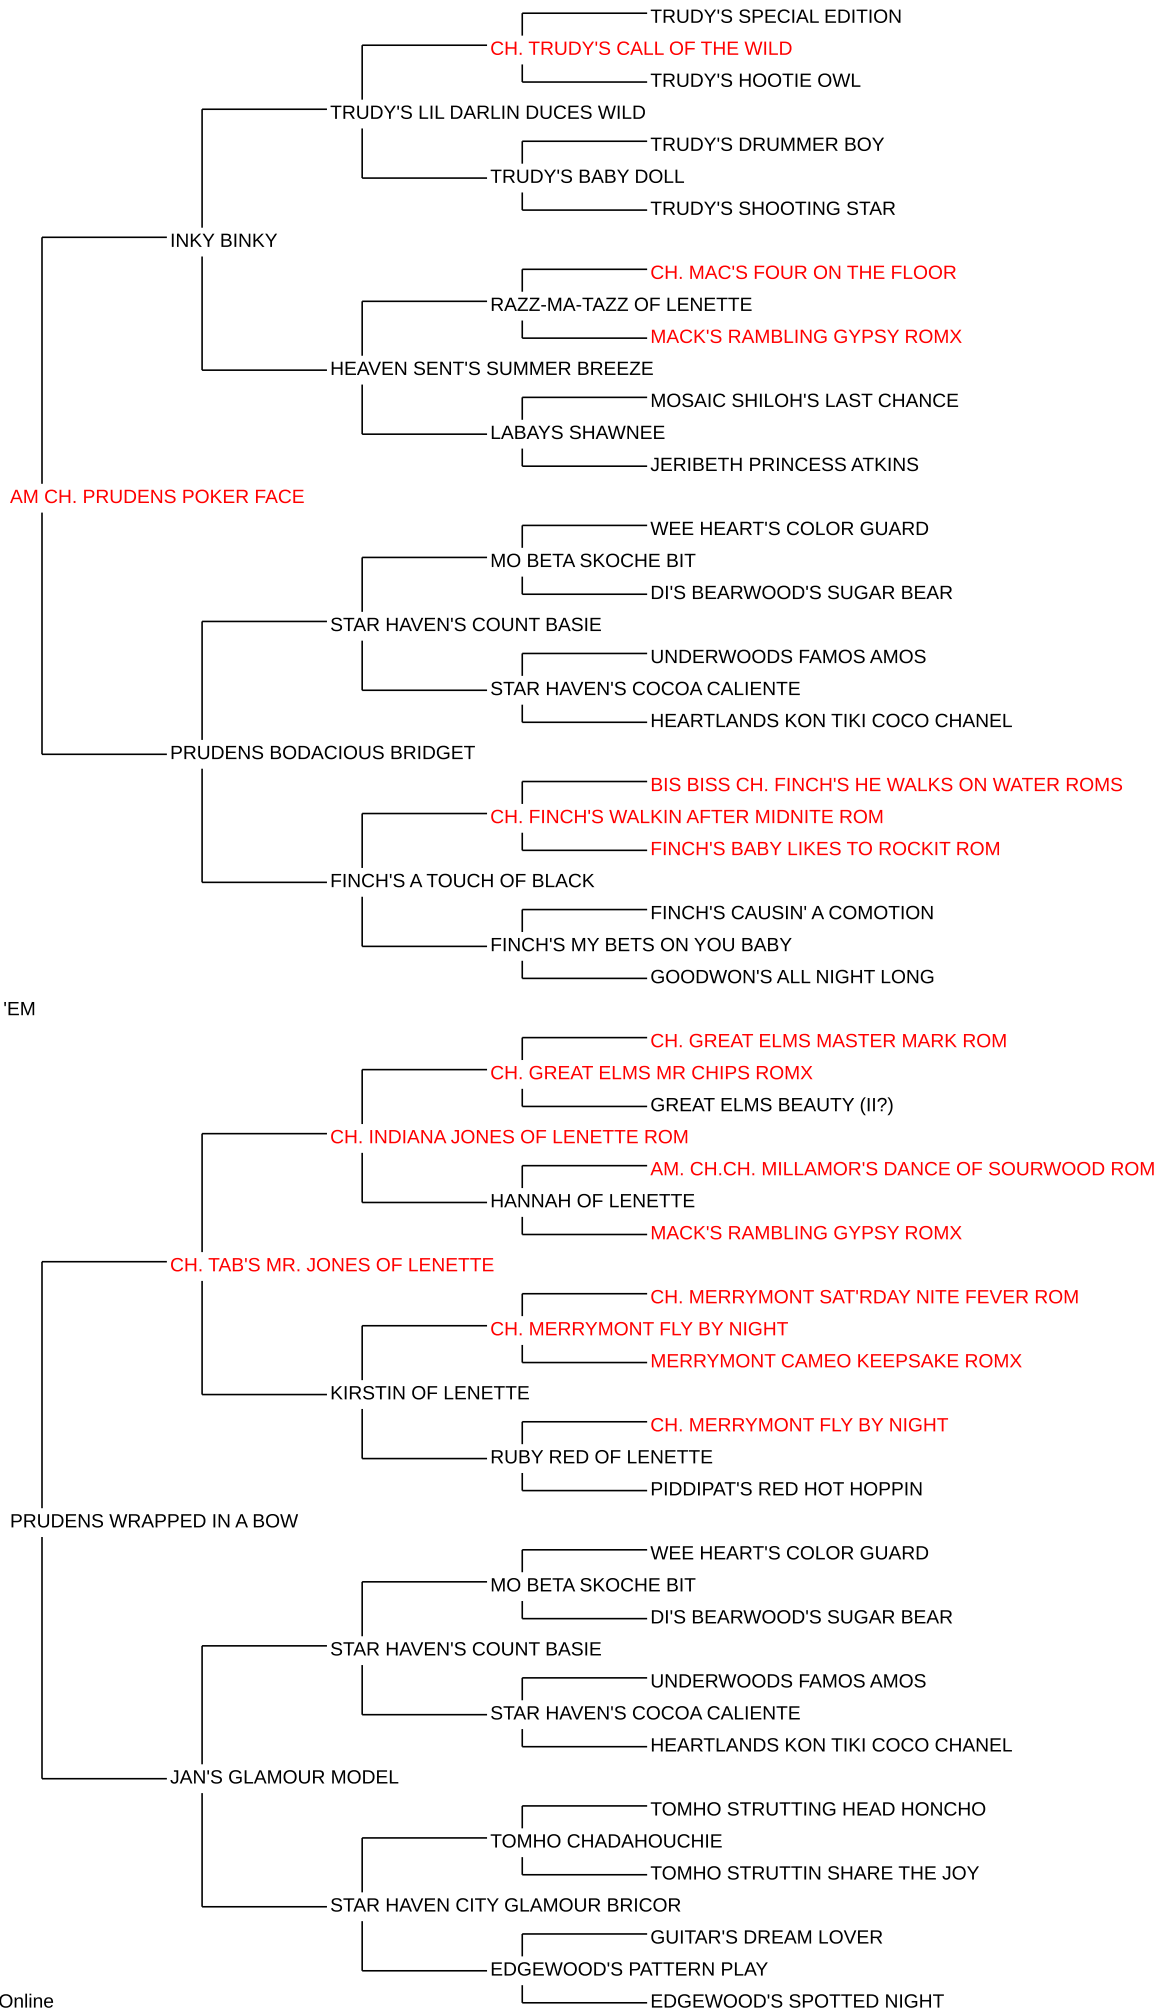 TRUDY'S SPECIAL EDITION
CH. TRUDY'S CALL OF THE WILD
TRUDY'S HOOTIE OWL
TRUDY'S LIL DARLIN DUCES WILD
TRUDY'S DRUMMER BOY
TRUDY'S BABY DOLL
TRUDY'S SHOOTING STAR
INKY BINKY
CH. MAC'S FOUR ON THE FLOOR
RAZZ-MA-TAZZ OF LENETTE
MACK'S RAMBLING GYPSY ROMX
HEAVEN SENT'S SUMMER BREEZE
MOSAIC SHILOH'S LAST CHANCE
LABAYS SHAWNEE
JERIBETH PRINCESS ATKINS
AM CH. PRUDENS POKER FACE
WEE HEART'S COLOR GUARD
MO BETA SKOCHE BIT
DI'S BEARWOOD'S SUGAR BEAR
STAR HAVEN'S COUNT BASIE
UNDERWOODS FAMOS AMOS
STAR HAVEN'S COCOA CALIENTE
HEARTLANDS KON TIKI COCO CHANEL
PRUDENS BODACIOUS BRIDGET
BIS BISS CH. FINCH'S HE WALKS ON WATER ROMS
CH. FINCH'S WALKIN AFTER MIDNITE ROM
FINCH'S BABY LIKES TO ROCKIT ROM
FINCH'S A TOUCH OF BLACK
FINCH'S CAUSIN' A COMOTION
FINCH'S MY BETS ON YOU BABY
GOODWON'S ALL NIGHT LONG
'EM
CH. GREAT ELMS MASTER MARK ROM
CH. GREAT ELMS MR CHIPS ROMX
GREAT ELMS BEAUTY (II?)
CH. INDIANA JONES OF LENETTE ROM
AM. CH.CH. MILLAMOR'S DANCE OF SOURWOOD ROM
HANNAH OF LENETTE
MACK'S RAMBLING GYPSY ROMX
CH. TAB'S MR. JONES OF LENETTE
CH. MERRYMONT SAT'RDAY NITE FEVER ROM
CH. MERRYMONT FLY BY NIGHT
MERRYMONT CAMEO KEEPSAKE ROMX
KIRSTIN OF LENETTE
CH. MERRYMONT FLY BY NIGHT
RUBY RED OF LENETTE
PIDDIPAT'S RED HOT HOPPIN
PRUDENS WRAPPED IN A BOW
WEE HEART'S COLOR GUARD
MO BETA SKOCHE BIT
DI'S BEARWOOD'S SUGAR BEAR
STAR HAVEN'S COUNT BASIE
UNDERWOODS FAMOS AMOS
STAR HAVEN'S COCOA CALIENTE
HEARTLANDS KON TIKI COCO CHANEL
JAN'S GLAMOUR MODEL
TOMHO STRUTTING HEAD HONCHO
TOMHO CHADAHOUCHIE
TOMHO STRUTTIN SHARE THE JOY
STAR HAVEN CITY GLAMOUR BRICOR
GUITAR'S DREAM LOVER
EDGEWOOD'S PATTERN PLAY
EDGEWOOD'S SPOTTED NIGHT
Online